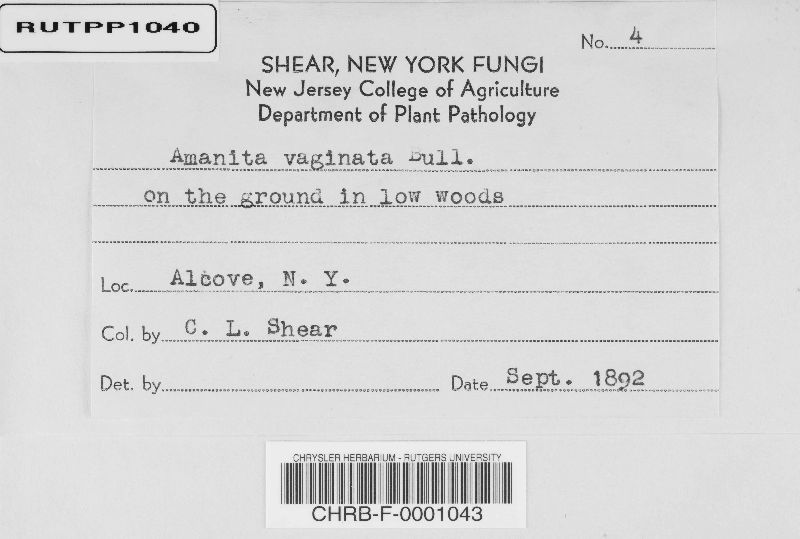 RUTPP1040
No. 4
SHEAR, NEW YORK FUNGI
New Jersey College of Agriculture
Department of Plant Pathology
Amanita vaginata Bull.
on the ground in low woods
Loc. Alcove, N. Y.
Col. by C. L. Shear
Det. by
Date Sept. 1892
CHRYSLER HERBARIUM - RUTGERS UNIVERSITY
CHRB-F-0001043